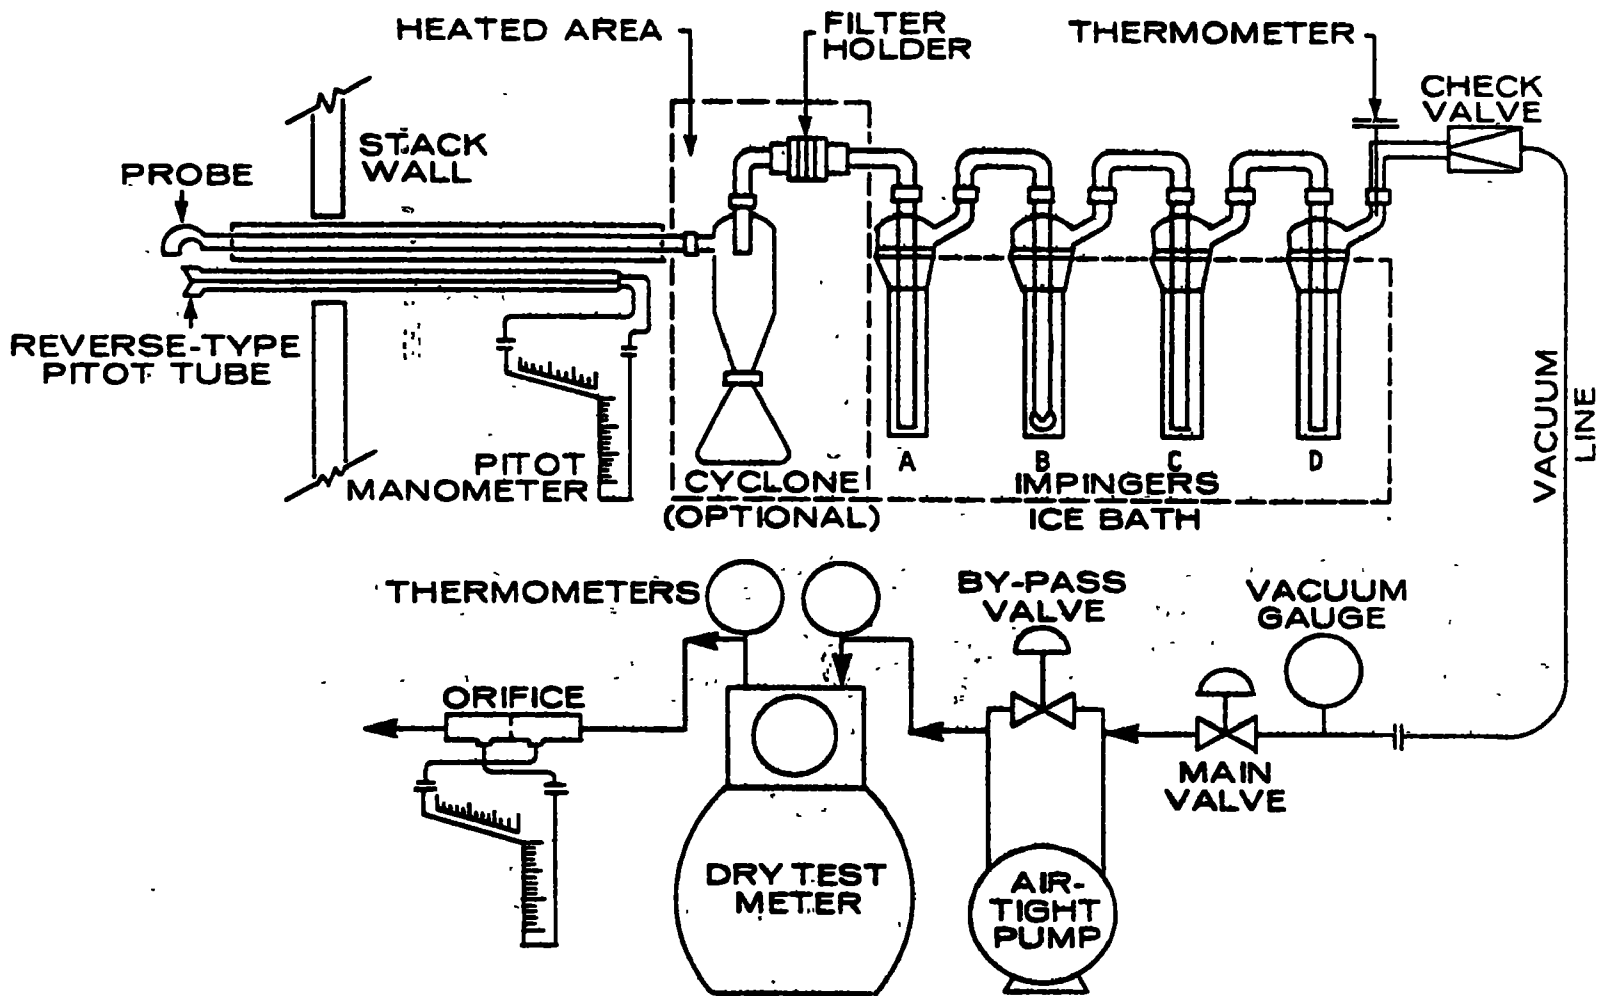 HEATED AREA
FILTER
HOLDER
THERMOMETER
CHECK
VALVE
STACK
WALL
PROBE
REVERSE-TYPE
PITOT TUBE
PITOT
MANOMETER
CYCLONE
(OPTIONAL)
A
B
C
D
IMPINGERS
ICE BATH
VACUUM
LINE
THERMOMETERS
BY-PASS
VALVE
VACUUM
GAUGE
ORIFICE
MAIN
VALVE
DRY TEST
METER
AIR-
TIGHT
PUMP